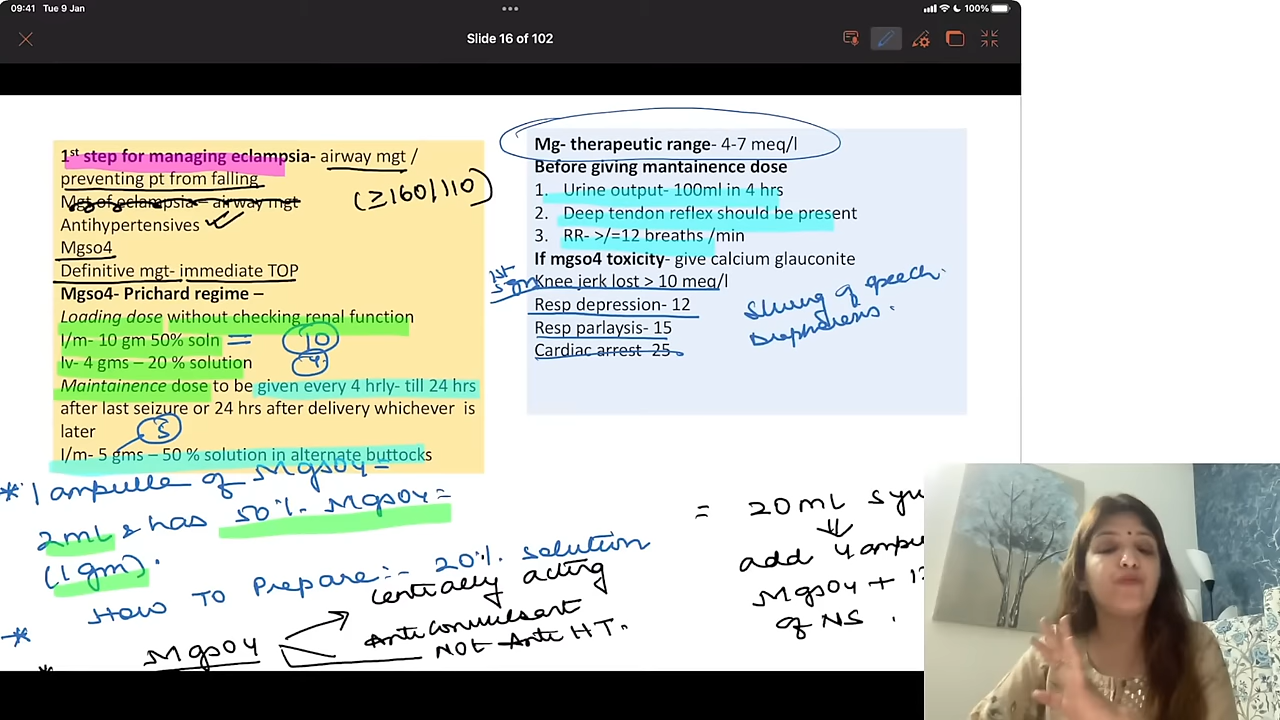 09:41 Tue 9 Jan
100%
Slide 16 of 102
1st step for managing eclampsia- airway mgt /
preventing pt from falling
Mgt of eclampsia – airway mgt
(≥160/110)
Antihypertensives
Mgso4
Definitive mgt- immediate TOP
Mgso4- Prichard regime –
Loading dose without checking renal function
I/m- 10 gm 50% soln = 10
Iv- 4 gms – 20 % solution 4
Maintainence dose to be given every 4 hrly- till 24 hrs
after last seizure or 24 hrs after delivery whichever is
later
5
I/m- 5 gms – 50 % solution in alternate buttocks
Mg- therapeutic range- 4-7 meq/l
Before giving mantainence dose
1. Urine output- 100ml in 4 hrs
2. Deep tendon reflex should be present
3. RR- >/=12 breaths /min
If mgso4 toxicity- give calcium glauconite
1st sign
Knee jerk lost > 10 meq/l
Resp depression- 12
Resp parlaysis- 15
Cardiac arrest 25
Sluring of speech
Diaphoresis.
* 1 ampulle of MgSO4 =
2mL & has 50% MgSO4 =
(1 gm).
* How To Prepare:- 20% solution
= 20mL
add 4
MgSO4 +
of NS.
* MgSO4
Centrally acting
Anticonvulsant
NOT Anti HT.